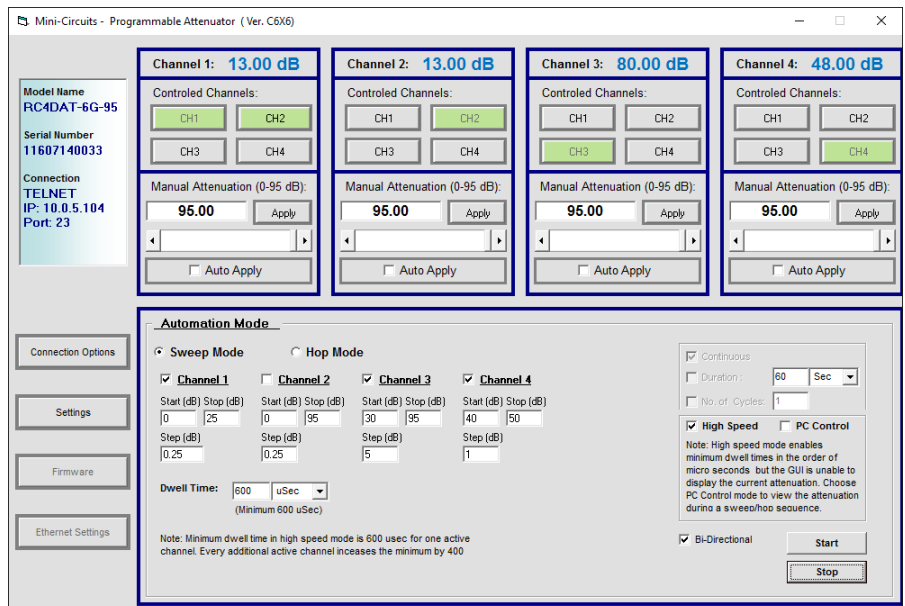 Mini-Circuits - Programmable Attenuator ( Ver. C6X6)
Model Name
RC4DAT-6G-95
Serial Number
11607140033
Connection
TELNET
IP: 10.0.5.104
Port: 23
Channel 1: 13.00 dB
Controled Channels:
CH1 CH2
CH3 CH4
Manual Attenuation (0-95 dB):
95.00 Apply
Auto Apply
Channel 2: 13.00 dB
Controled Channels:
CH1 CH2
CH3 CH4
Manual Attenuation (0-95 dB):
95.00 Apply
Auto Apply
Channel 3: 80.00 dB
Controled Channels:
CH1 CH2
CH3 CH4
Manual Attenuation (0-95 dB):
95.00 Apply
Auto Apply
Channel 4: 48.00 dB
Controled Channels:
CH1 CH2
CH3 CH4
Manual Attenuation (0-95 dB):
95.00 Apply
Auto Apply
Connection Options
Settings
Firmware
Ethernet Settings
Automation Mode
Sweep Mode Hop Mode
Channel 1 Channel 2 Channel 3 Channel 4
Start (dB) Stop (dB) Start (dB) Stop (dB) Start (dB) Stop (dB) Start (dB) Stop (dB)
0 25 0 95 30 95 40 50
Step (dB) Step (dB) Step (dB) Step (dB)
0.25 0.25 5 1
Dwell Time: 600 uSec
(Minimum 600 uSec)
Note: Minimum dwell time in high speed mode is 600 usec for one active
channel. Every additional active channel inceases the minimum by 400
Continuous
Duration : 60 Sec
No. of Cycles: 1
High Speed PC Control
Note: High speed mode enables
minimum dwell times in the order of
micro seconds but the GUI is unable to
display the current attenuation. Choose
PC Control mode to view the attenuation
during a sweep/hop sequence.
Bi-Directional Start
Stop